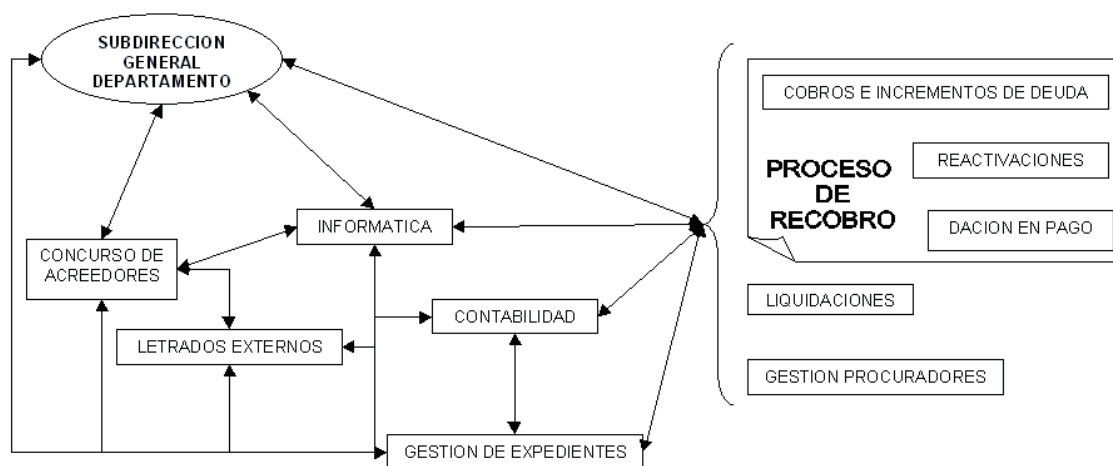 SUBDIRECCION
GENERAL
DEPARTAMENTO
COBROS E INCREMENTOS DE DEUDA
REACTIVACIONES
PROCESO
DE
RECOBRO
DACION EN PAGO
INFORMATICA
CONCURSO DE
ACREEDORES
LIQUIDACIONES
CONTABILIDAD
LETRADOS EXTERNOS
GESTION PROCURADORES
GESTION DE EXPEDIENTES